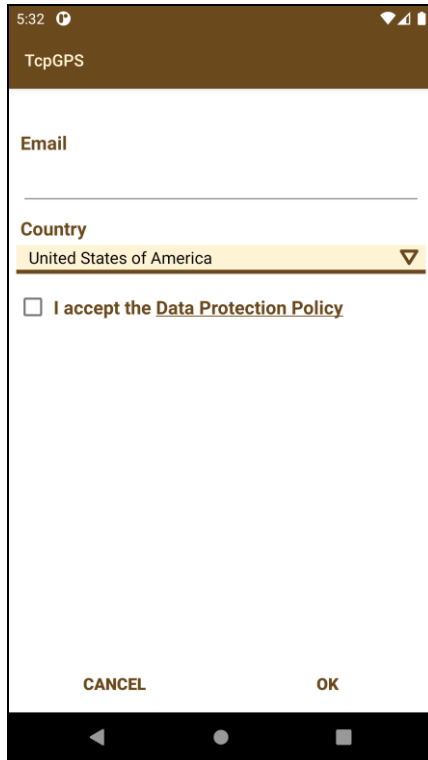 5:32
TcpGPS
Email
Country
United States of America
I accept the Data Protection Policy
CANCEL OK